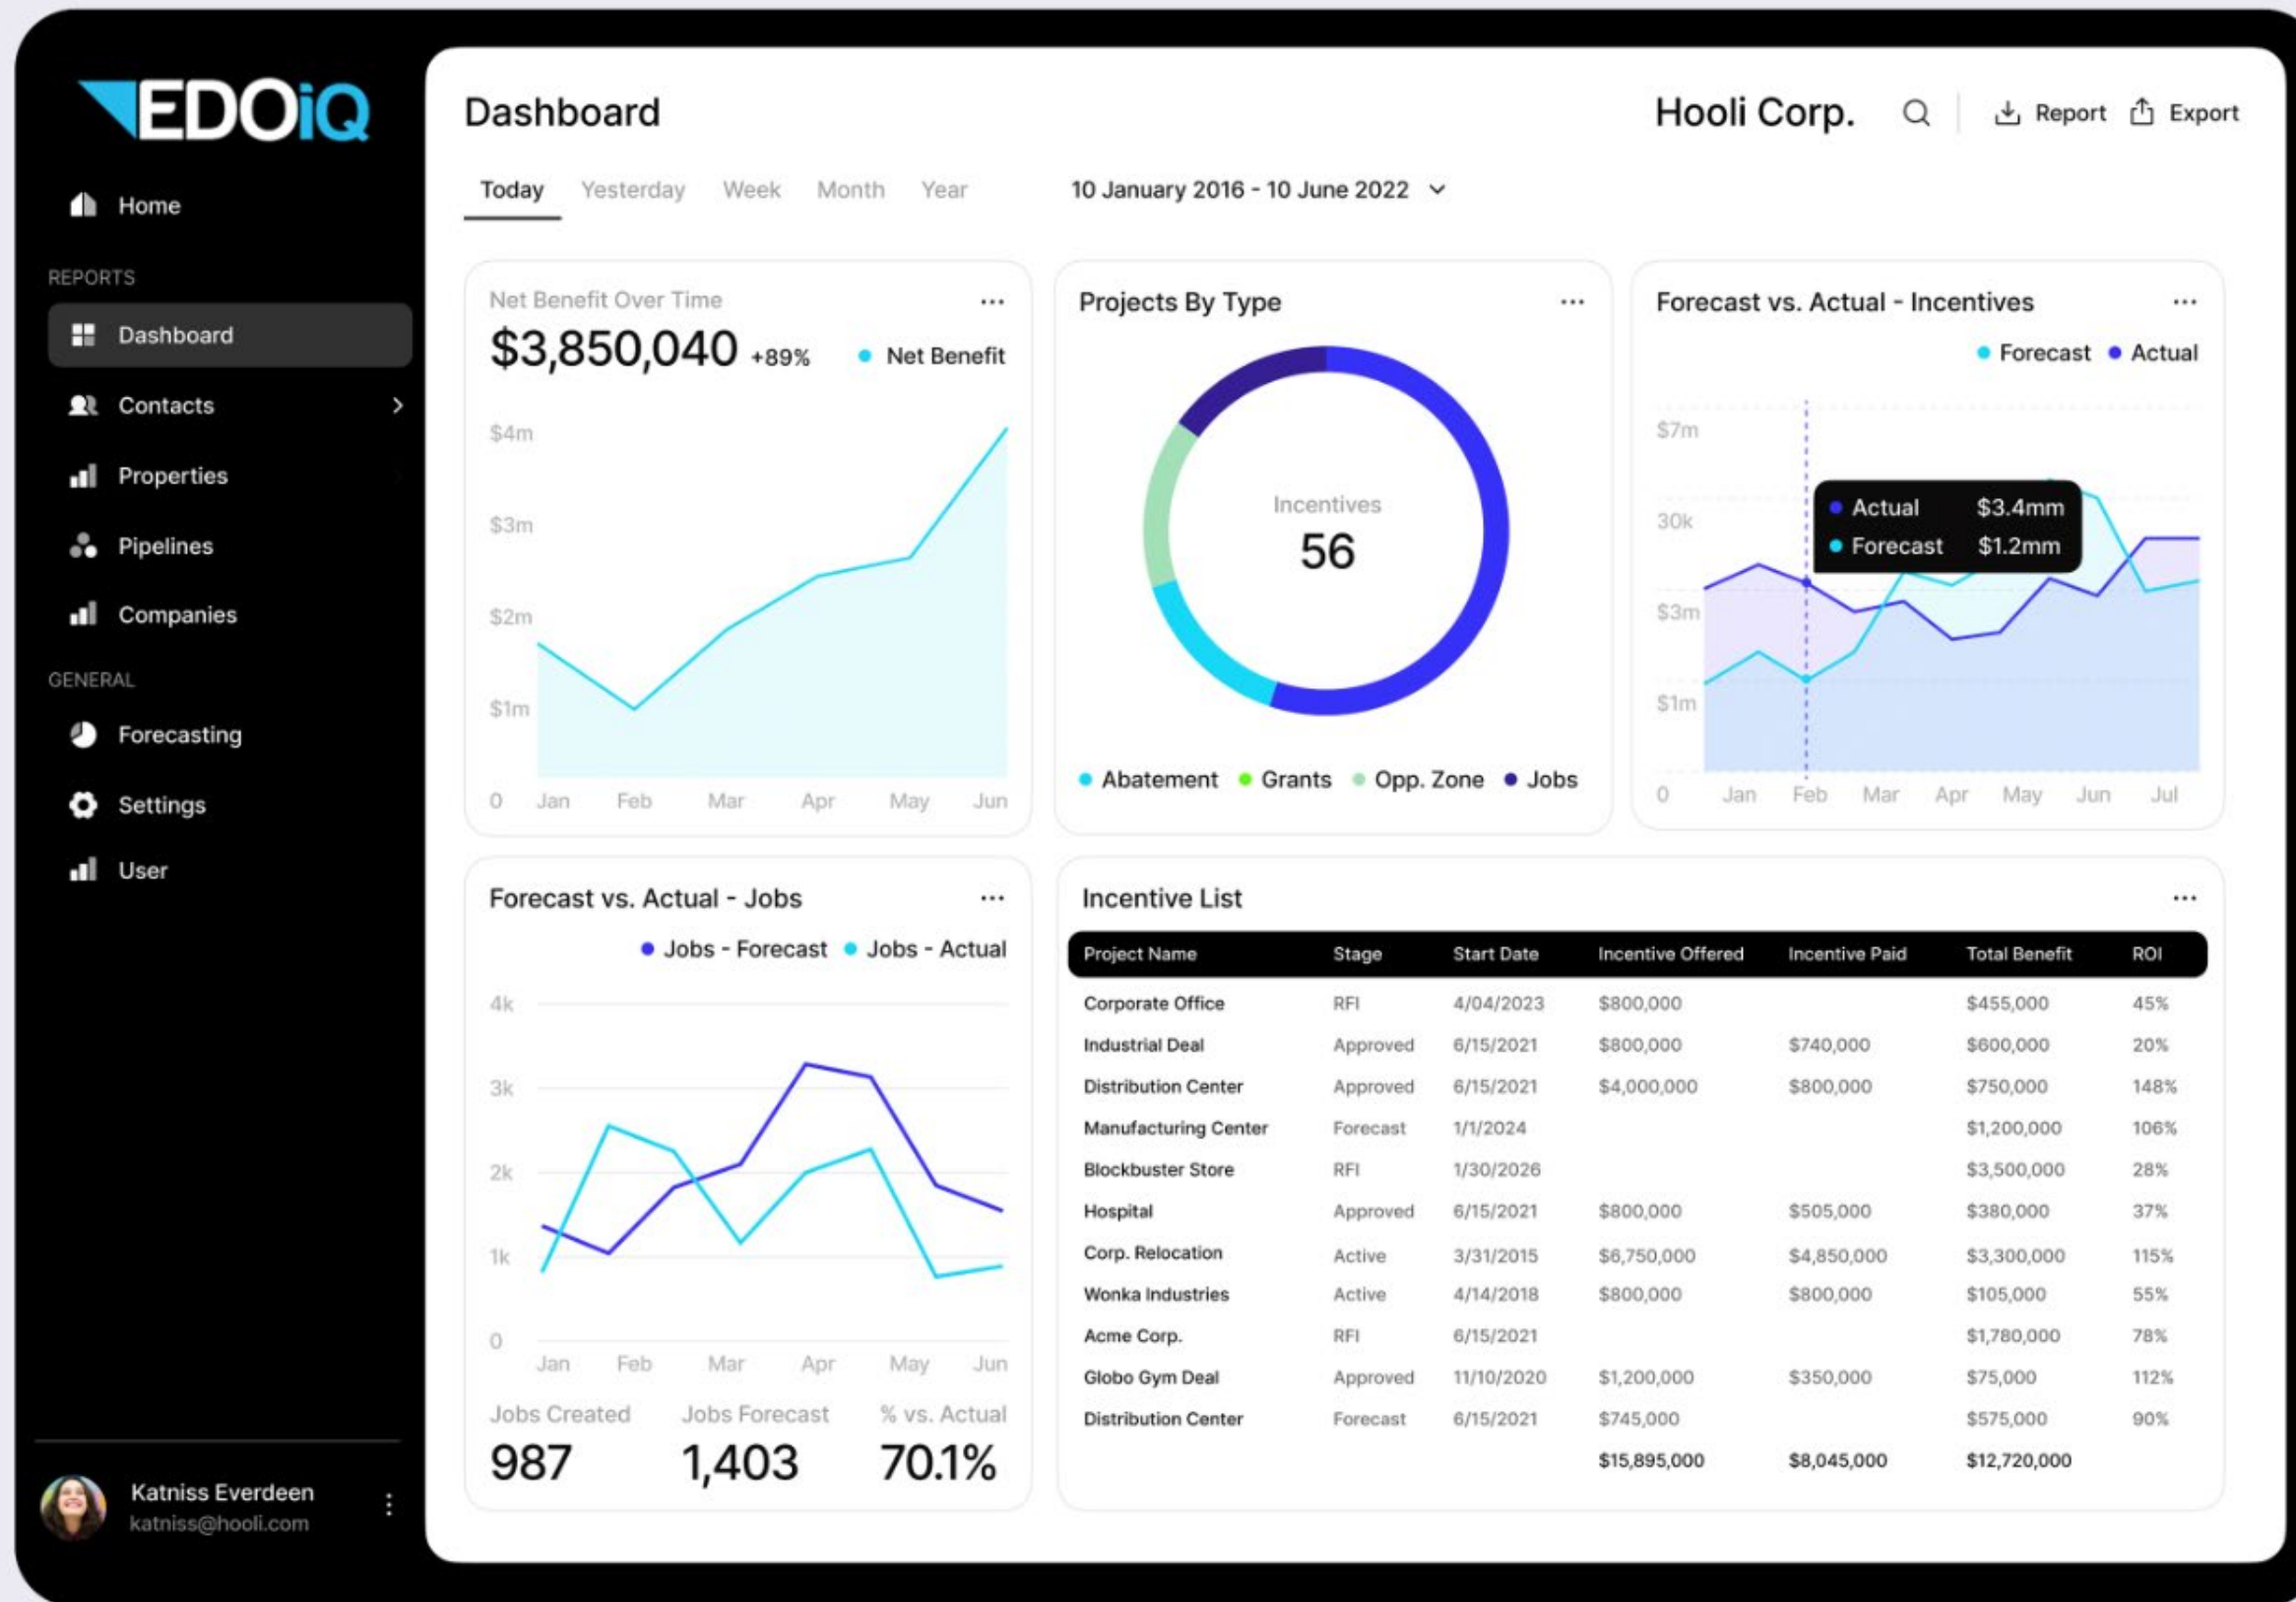 EDOiQ
Home
REPORTS
Dashboard
Contacts
Properties
Pipelines
Companies
GENERAL
Forecasting
Settings
User
Katniss Everdeen
katniss@hooli.com
Dashboard
Hooli Corp.
Report
Export
Today Yesterday Week Month Year
10 January 2016 - 10 June 2022
Net Benefit Over Time
$3,850,040 +89%
Net Benefit
$4m
$3m
$2m
$1m
0 Jan Feb Mar Apr May Jun
Projects By Type
Incentives
56
Abatement Grants Opp. Zone Jobs
Forecast vs. Actual - Incentives
Forecast Actual
$7m
30k
$3m
$1m
Actual $3.4mm
Forecast $1.2mm
0 Jan Feb Mar Apr May Jun Jul
Forecast vs. Actual - Jobs
Jobs - Forecast Jobs - Actual
4k
3k
2k
1k
0
Jan Feb Mar Apr May Jun
Jobs Created Jobs Forecast % vs. Actual
987 1,403 70.1%
Incentive List
Project Name Stage Start Date Incentive Offered Incentive Paid Total Benefit ROI
Corporate Office RFI 4/04/2023 $800,000 $455,000 45%
Industrial Deal Approved 6/15/2021 $800,000 $740,000 $600,000 20%
Distribution Center Approved 6/15/2021 $4,000,000 $800,000 $750,000 148%
Manufacturing Center Forecast 1/1/2024 $1,200,000 106%
Blockbuster Store RFI 1/30/2026 $3,500,000 28%
Hospital Approved 6/15/2021 $800,000 $505,000 $380,000 37%
Corp. Relocation Active 3/31/2015 $6,750,000 $4,850,000 $3,300,000 115%
Wonka Industries Active 4/14/2018 $800,000 $800,000 $105,000 55%
Acme Corp. RFI 6/15/2021 $1,780,000 78%
Globo Gym Deal Approved 11/10/2020 $1,200,000 $350,000 $75,000 112%
Distribution Center Forecast 6/15/2021 $745,000 $575,000 90%
$15,895,000 $8,045,000 $12,720,000